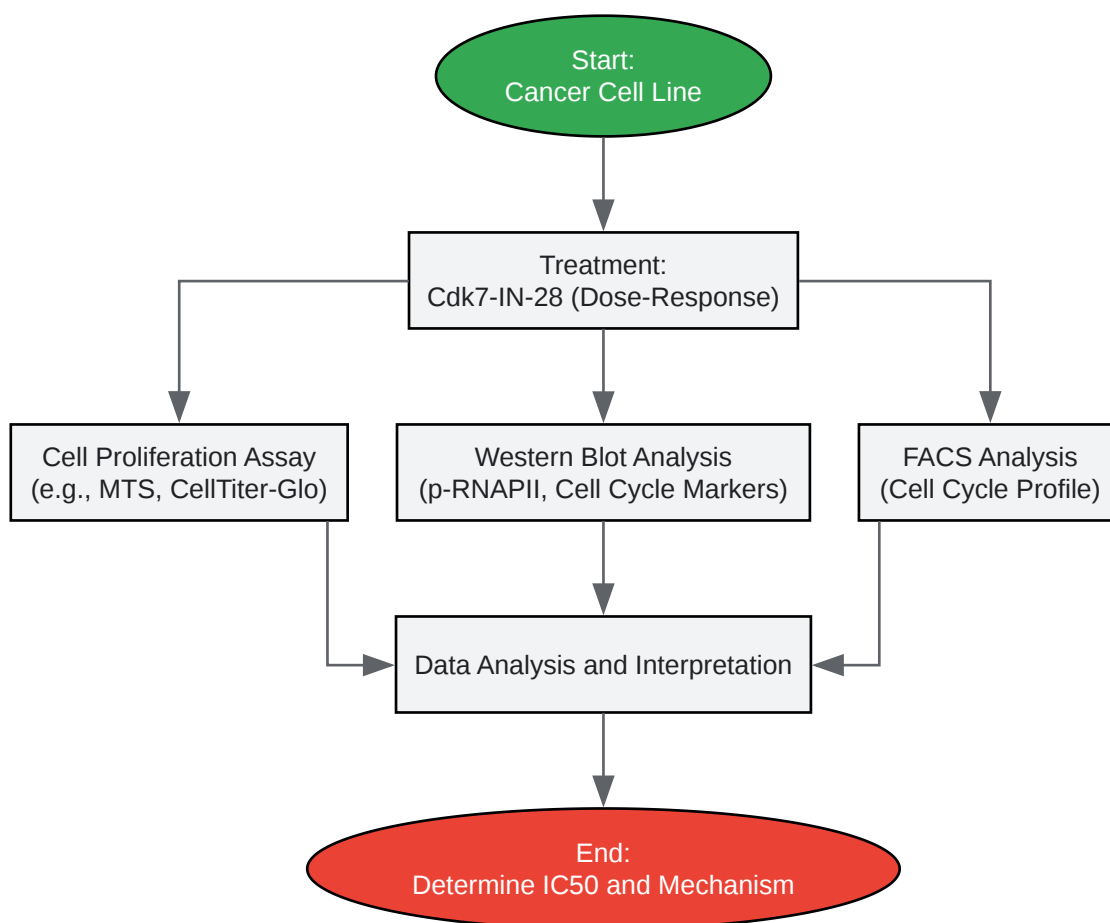 Start:
Cancer Cell Line
Treatment:
Cdk7-IN-28 (Dose-Response)
Cell Proliferation Assay
(e.g., MTS, CellTiter-Glo)
Western Blot Analysis
(p-RNAPII, Cell Cycle Markers)
FACS Analysis
(Cell Cycle Profile)
Data Analysis and Interpretation
End:
Determine IC50 and Mechanism